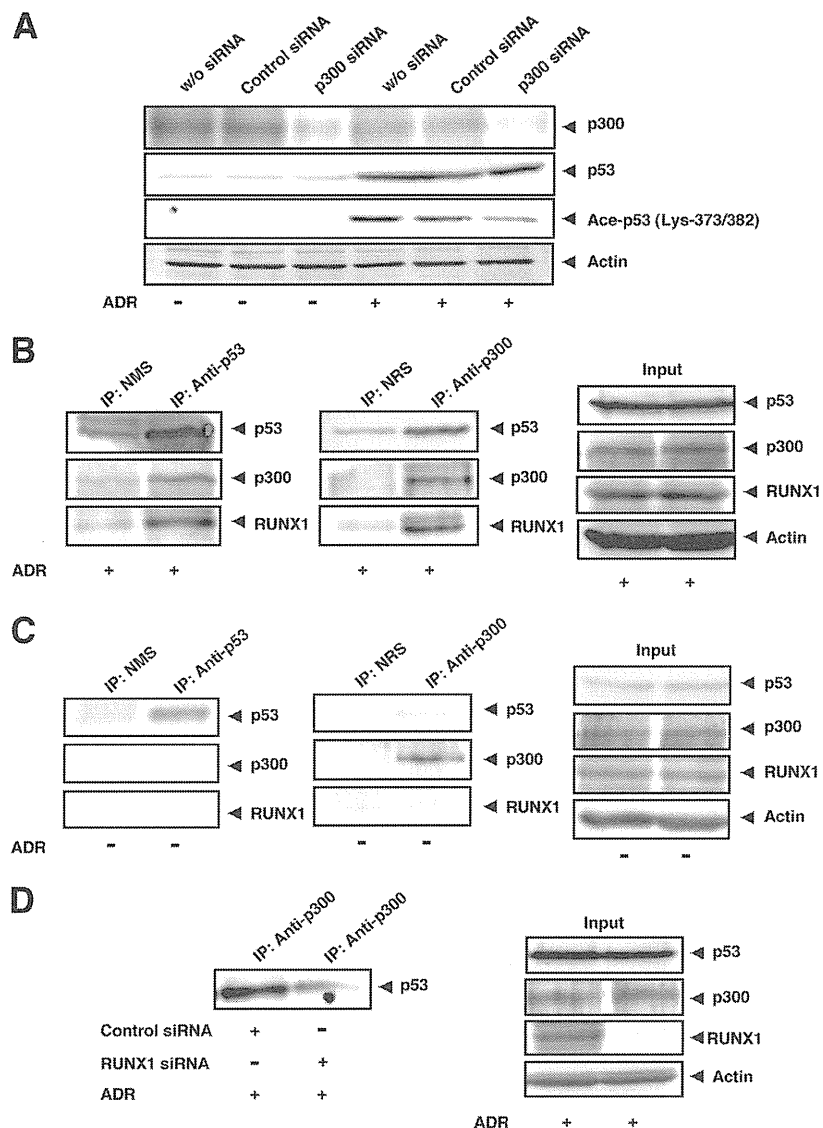 A
w/o siRNA Control siRNA p300 siRNA w/o siRNA Control siRNA p300 siRNA
p300
p53
Ace-p53 (Lys-373/382)
Actin
ADR - - - + + +
B
IP: NMS IP: Anti-p53
p53
p300
RUNX1
ADR + +
IP: NRS IP: Anti-p300
p53
p300
RUNX1
+ +
Input
p53
p300
RUNX1
Actin
+ +
C
IP: NMS IP: Anti-p53
p53
p300
RUNX1
ADR - -
IP: NRS IP: Anti-p300
p53
p300
RUNX1
- -
Input
p53
p300
RUNX1
Actin
- -
D
IP: Anti-p300 IP: Anti-p300
p53
Control siRNA + -
RUNX1 siRNA - +
ADR + +
Input
p53
p300
RUNX1
Actin
ADR + +